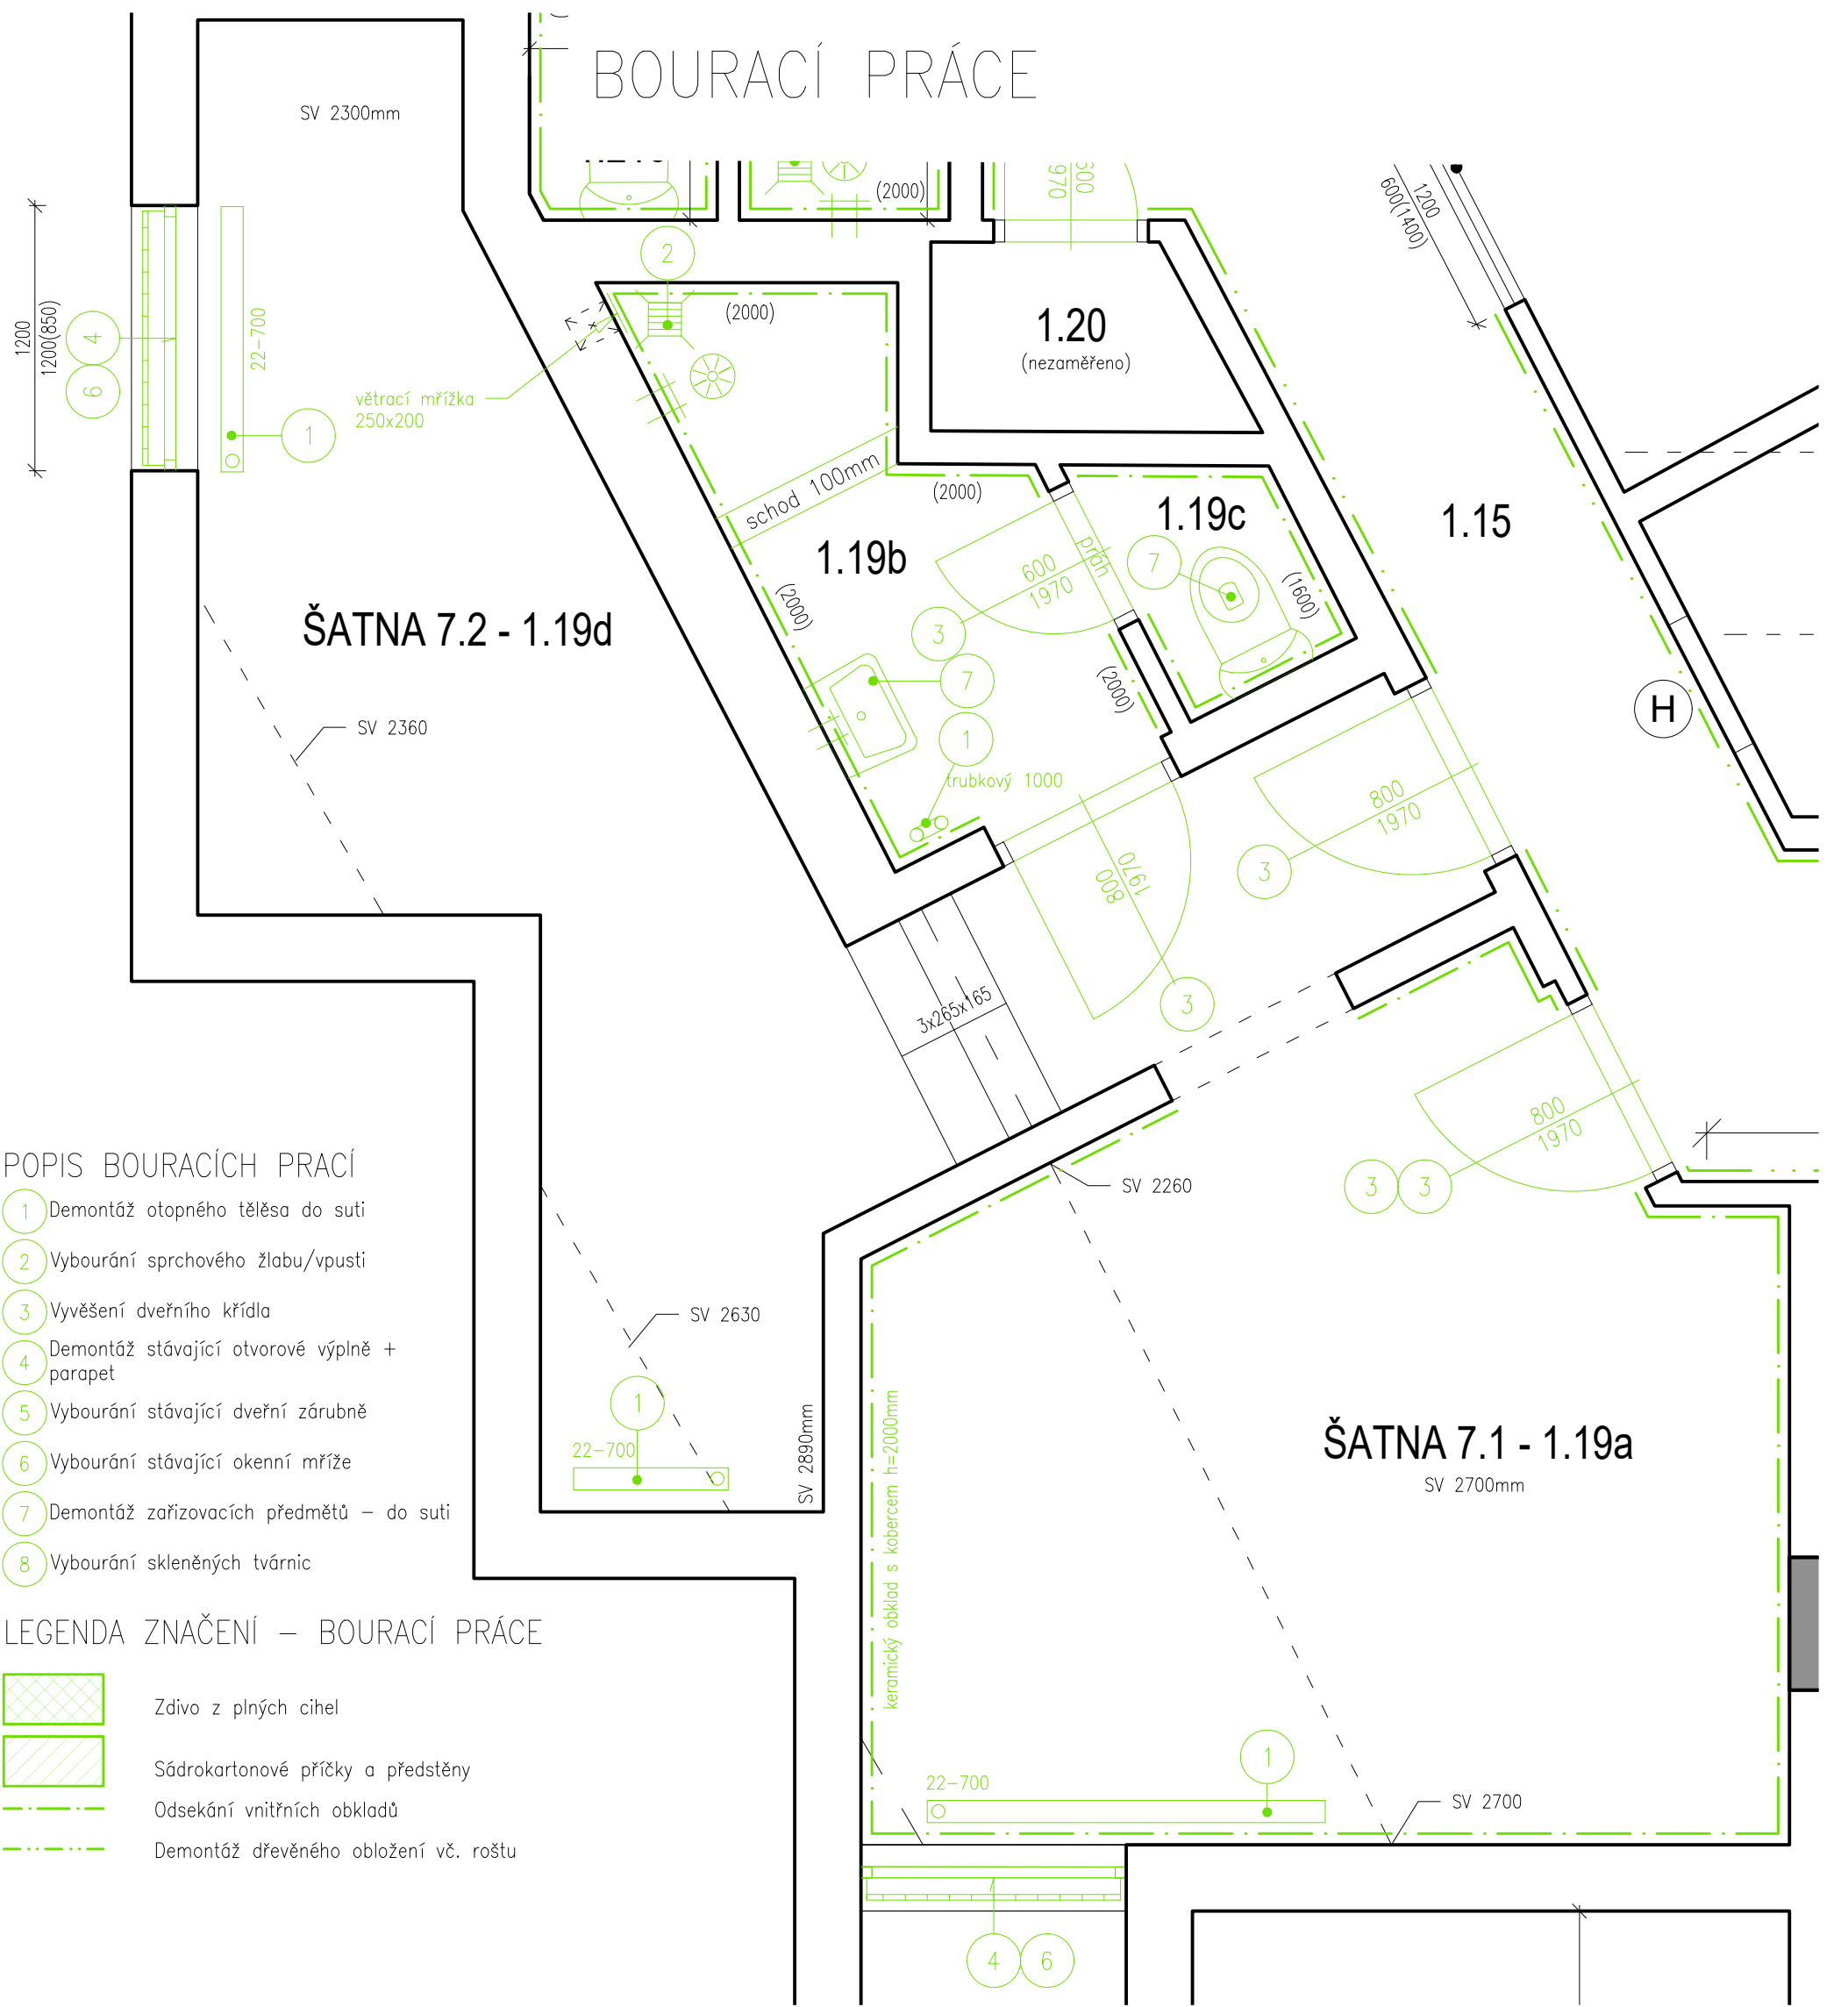 BOURACÍ PRÁCE
SV 2300mm
(2000)
970
1200
600(1400)
2
(2000)
1.20
(nezaměřeno)
1200
1200(850)
4
6
22-700
1
větrací mřížka
250x200
schod 100mm
(2000)
1.19c
1.15
1.19b
práh
7
600
1970
(1600)
(2000)
3
ŠATNA 7.2 - 1.19d
7
(2000)
H
SV 2360
1
trubkový 1000
800
1970
3
800
1970
3
3x265x165
800
1970
3
3
SV 2260
POPIS BOURACÍCH PRACÍ
1 Demontáž otopného tělěsa do suti
2 Vybourání sprchového žlabu/vpusti
3 Vyvěšení dveřního křídla
4 Demontáž stávající otvorové výplně +
parapet
5 Vybourání stávající dveřní zárubně
6 Vybourání stávající okenní mříže
7 Demontáž zařizovacích předmětů – do suti
8 Vybourání skleněných tvárnic
SV 2630
1
22-700
SV 2890mm
keramický obklad s kobercem h=2000mm
ŠATNA 7.1 - 1.19a
SV 2700mm
LEGENDA ZNAČENÍ – BOURACÍ PRÁCE
Zdivo z plných cihel
Sádrokartonové příčky a předstěny
Odsekání vnitřních obkladů
Demontáž dřevěného obložení vč. roštu
1
22-700
SV 2700
4
6